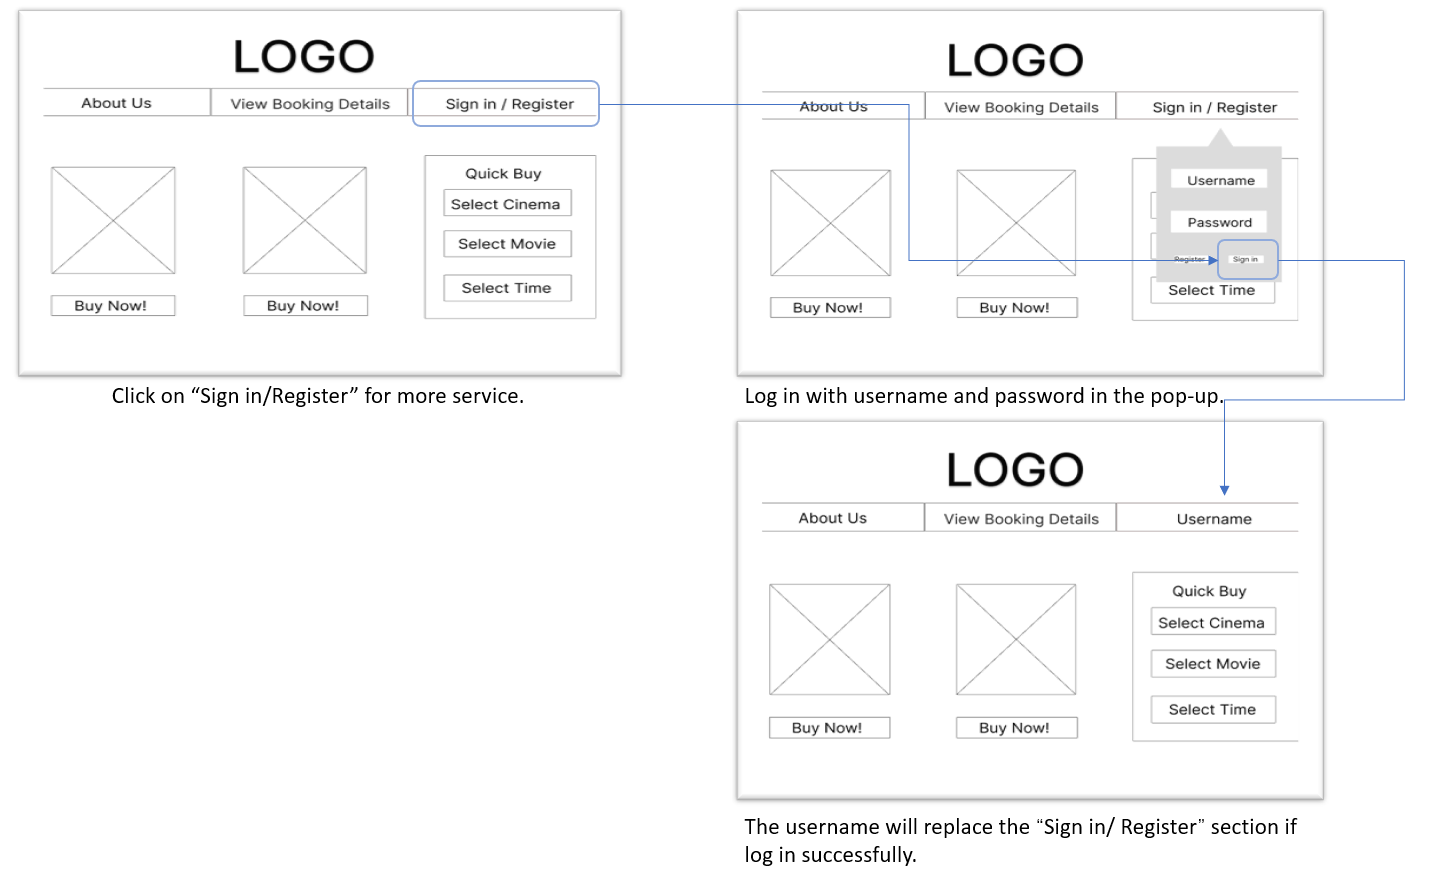 LOGO
About Us
View Booking Details
Sign in / Register
Quick Buy
Select Cinema
Select Movie
Select Time
Buy Now!
Buy Now!
Click on “Sign in/Register” for more service.
LOGO
About Us
View Booking Details
Sign in / Register
Username
Password
Register
Sign in
Select Time
Buy Now!
Buy Now!
Log in with username and password in the pop-up.
LOGO
About Us
View Booking Details
Username
Quick Buy
Select Cinema
Select Movie
Select Time
Buy Now!
Buy Now!
The username will replace the “Sign in/ Register” section if
log in successfully.